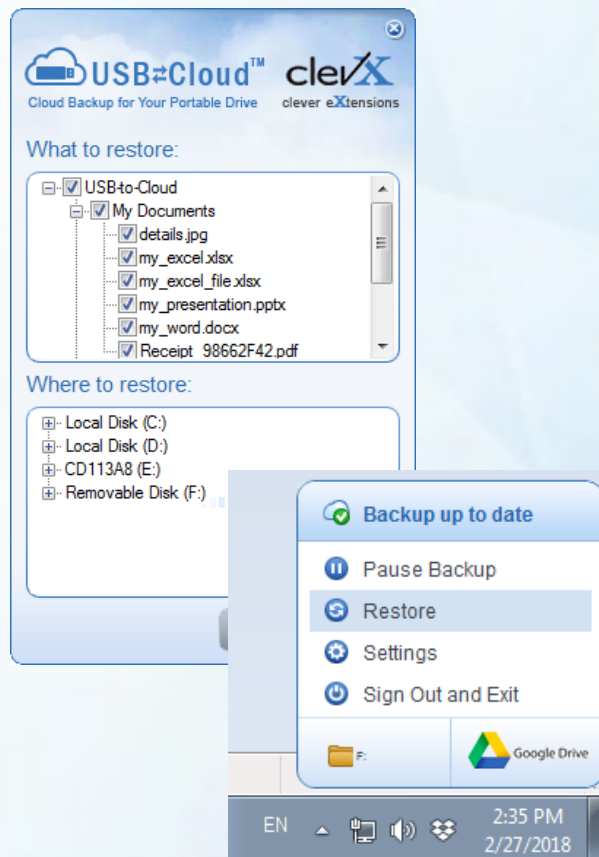 USB⇄Cloud™
Cloud Backup for Your Portable Drive
clevX
clever eXtensions
What to restore:
USB-to-Cloud
My Documents
details.jpg
my_excel.xlsx
my_excel_file.xlsx
my_presentation.pptx
my_word.docx
Receipt_98662F42.pdf
Where to restore:
Local Disk (C:)
Local Disk (D:)
CD113A8 (E:)
Removable Disk (F:)
Backup up to date
Pause Backup
Restore
Settings
Sign Out and Exit
F:
Google Drive
EN
2:35 PM
2/27/2018